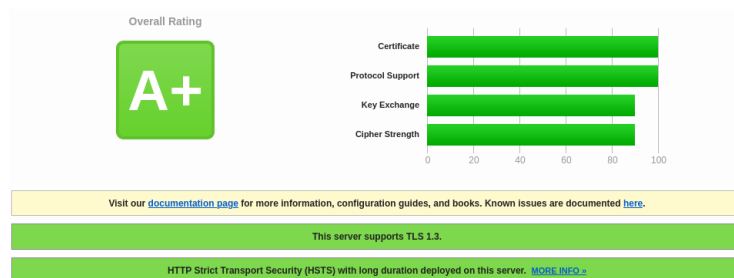 Overall Rating
A+
Certificate
Protocol Support
Key Exchange
Cipher Strength
0 20 40 60 80 100
Visit our documentation page for more information, configuration guides, and books. Known issues are documented here.
This server supports TLS 1.3.
HTTP Strict Transport Security (HSTS) with long duration deployed on this server. MORE INFO »